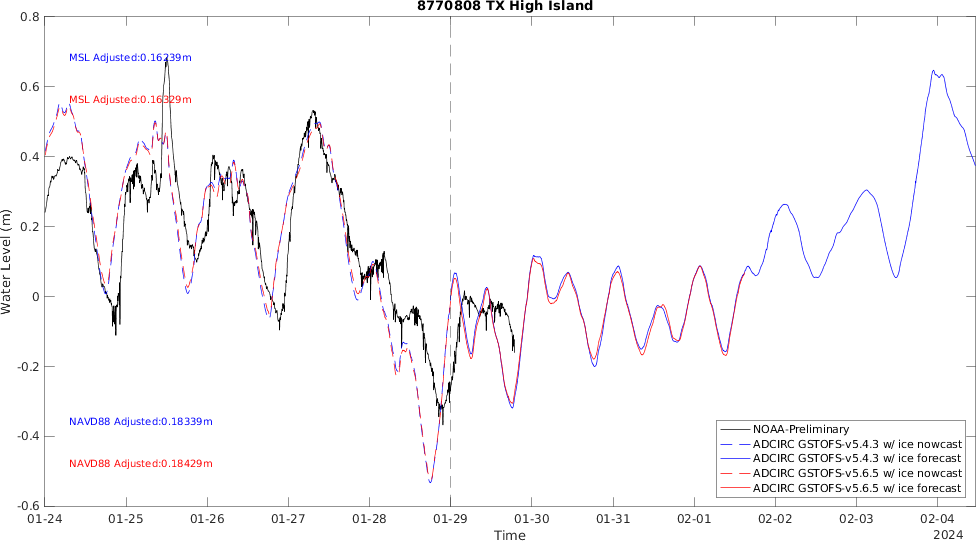 8770808 TX High Island
0.8
MSL Adjusted:0.16239m
0.6
MSL Adjusted:0.16329m
0.4
0.2
Water Level (m)
0
-0.2
NAVD88 Adjusted:0.18339m
-0.4
NAVD88 Adjusted:0.18429m
NOAA-Preliminary
ADCIRC GSTOFS-v5.4.3 w/ ice nowcast
ADCIRC GSTOFS-v5.4.3 w/ ice forecast
ADCIRC GSTOFS-v5.6.5 w/ ice nowcast
ADCIRC GSTOFS-v5.6.5 w/ ice forecast
-0.6
01-24 01-25 01-26 01-27 01-28 01-29 01-30 01-31 02-01 02-02 02-03 02-04
Time
2024